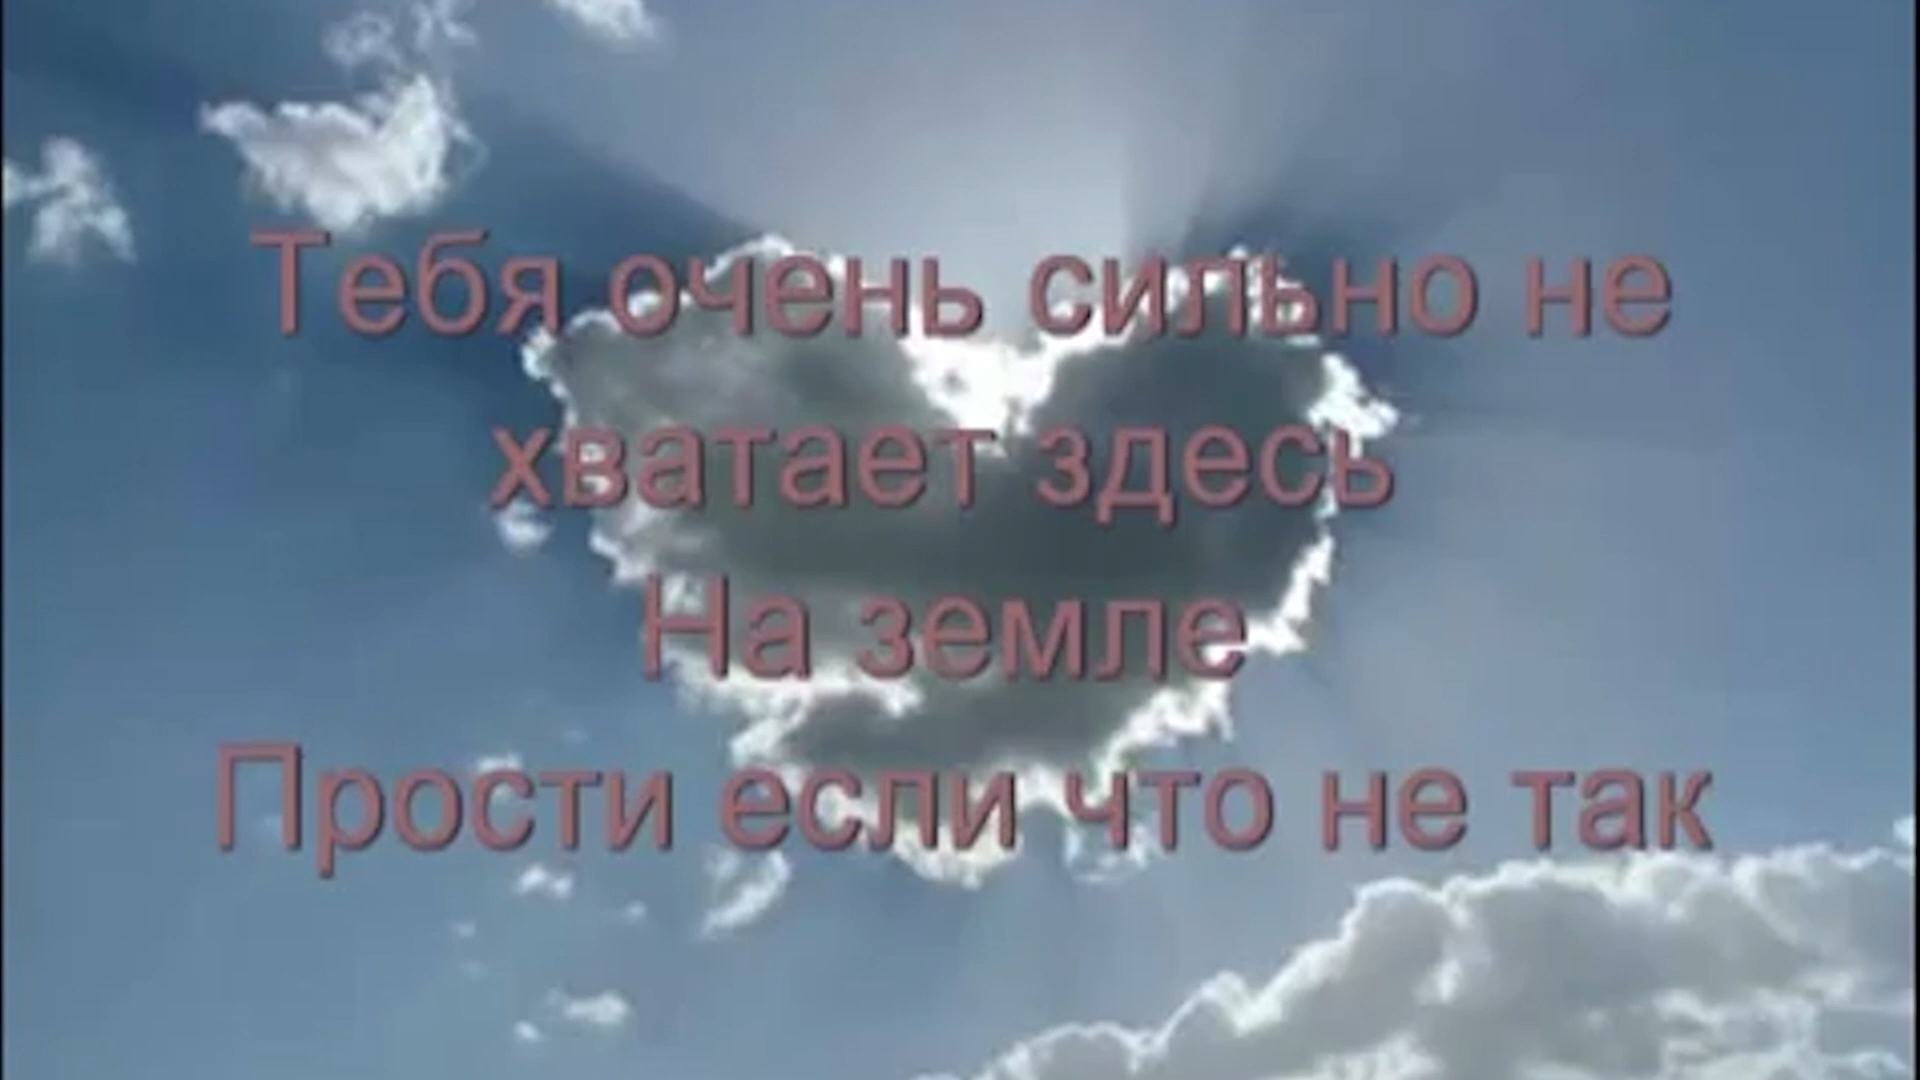 Тебя очень сильно не
хватает здесь
На земле
Прости если что не так